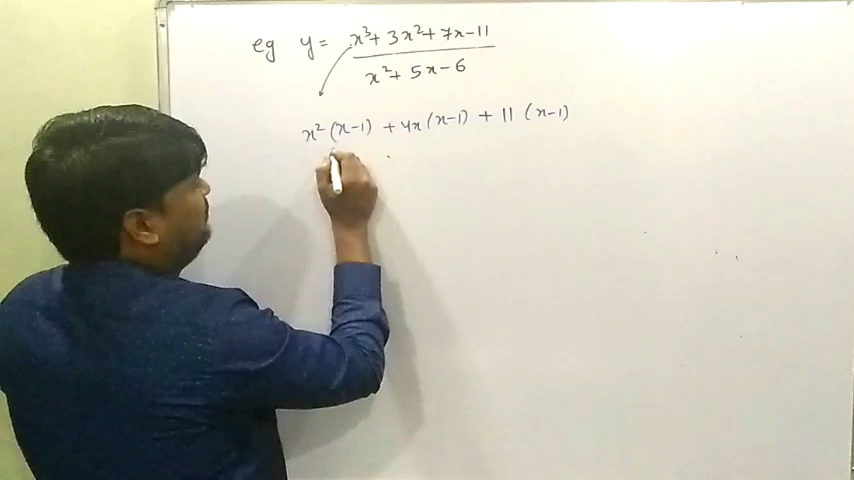 eg y = x³+ 3x²+ 7x-11
x²+ 5x-6
x²(x-1) + 4x(x-1) + 11 (x-1)